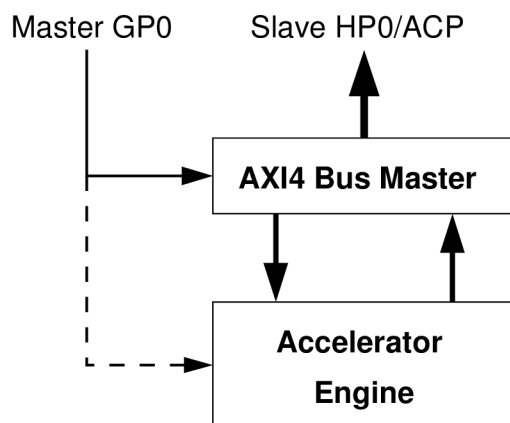 Master GP0
Slave HP0/ACP
AXI4 Bus Master
Accelerator
Engine